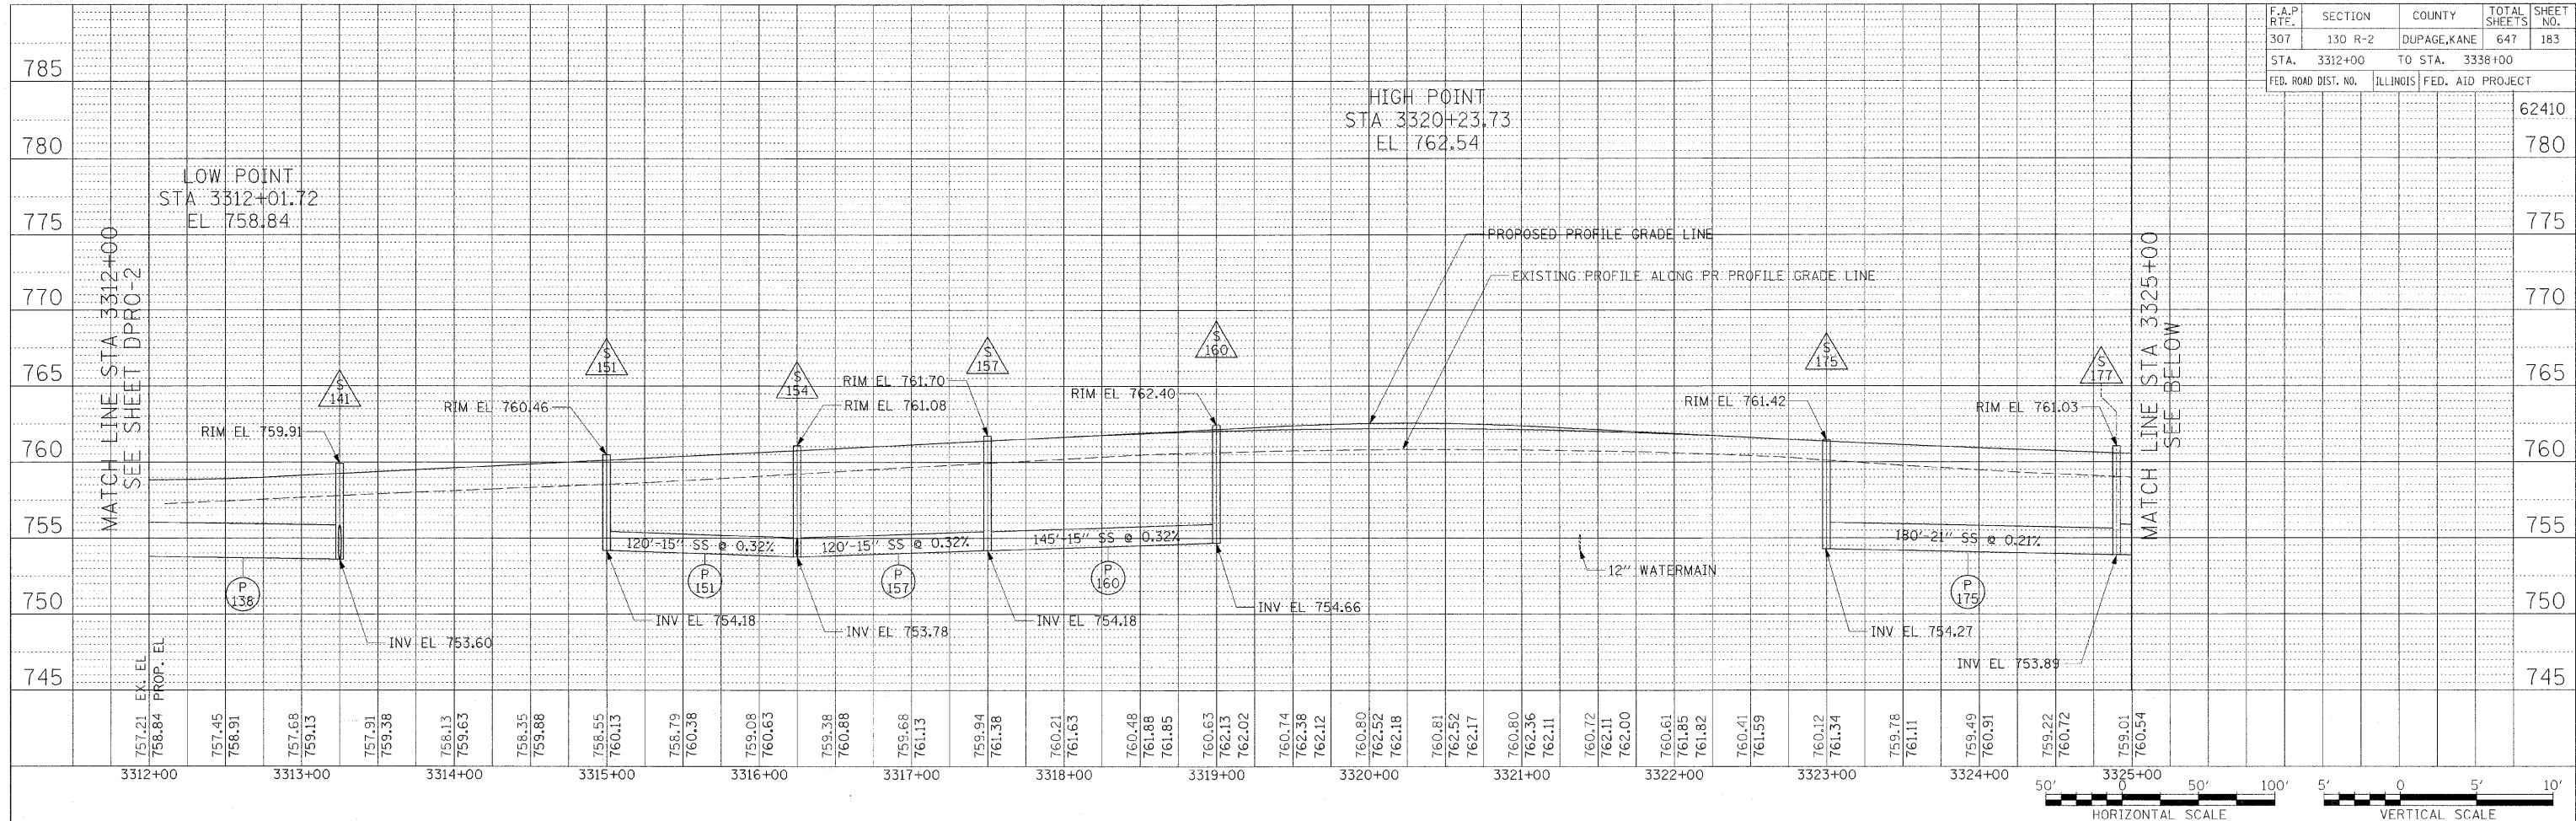 F.A.P RTE. SECTION COUNTY TOTAL SHEETS SHEET NO.
307 130 R-2 DUPAGE,KANE 647 183
STA. 3312+00 TO STA. 3338+00
FED. ROAD DIST. NO. ILLINOIS FED. AID PROJECT
62410
785
780
775
770
765
760
755
750
745
780
775
770
765
760
755
750
745
MATCH LINE STA 3312+00
SEE SHEET DPRO-2
LOW POINT
STA 3312+01.72
EL 758.84
HIGH POINT
STA 3320+23.73
EL 762.54
PROPOSED PROFILE GRADE LINE
EXISTING PROFILE ALONG PR PROFILE GRADE LINE
MATCH LINE STA 3325+00
SEE BELOW
S 141
S 151
S 154
S 157
S 160
S 175
S 177
RIM EL 759.91
RIM EL 760.46
RIM EL 761.70
RIM EL 761.08
RIM EL 762.40
RIM EL 761.42
RIM EL 761.03
120'-15" SS @ 0.32%
120'-15" SS @ 0.32%
145'-15" SS @ 0.32%
180'-21" SS @ 0.21%
P 138
P 151
P 157
P 160
P 175
12" WATERMAIN
INV EL 753.60
INV EL 754.18
INV EL 753.78
INV EL 754.18
INV EL 754.66
INV EL 754.27
INV EL 753.89
EX. EL
PROP. EL
757.21 758.84
757.45 758.91
757.68 759.13
757.91 759.38
758.13 759.63
758.35 759.88
758.55 760.13
758.79 760.38
759.08 760.63
759.38 760.88
759.68 761.13
759.94 761.38
760.21 761.63
760.48 761.88 761.85
760.63 762.13 762.02
760.74 762.38 762.12
760.80 762.52 762.18
760.81 762.52 762.17
760.80 762.36 762.11
760.72 762.11 762.00
760.61 761.85 761.82
760.41 761.59
760.12 761.34
759.78 761.11
759.49 760.91
759.22 760.72
759.01 760.54
3312+00 3313+00 3314+00 3315+00 3316+00 3317+00 3318+00 3319+00 3320+00 3321+00 3322+00 3323+00 3324+00 3325+00
50' 0 50' 100'
HORIZONTAL SCALE
5' 0 5' 10'
VERTICAL SCALE